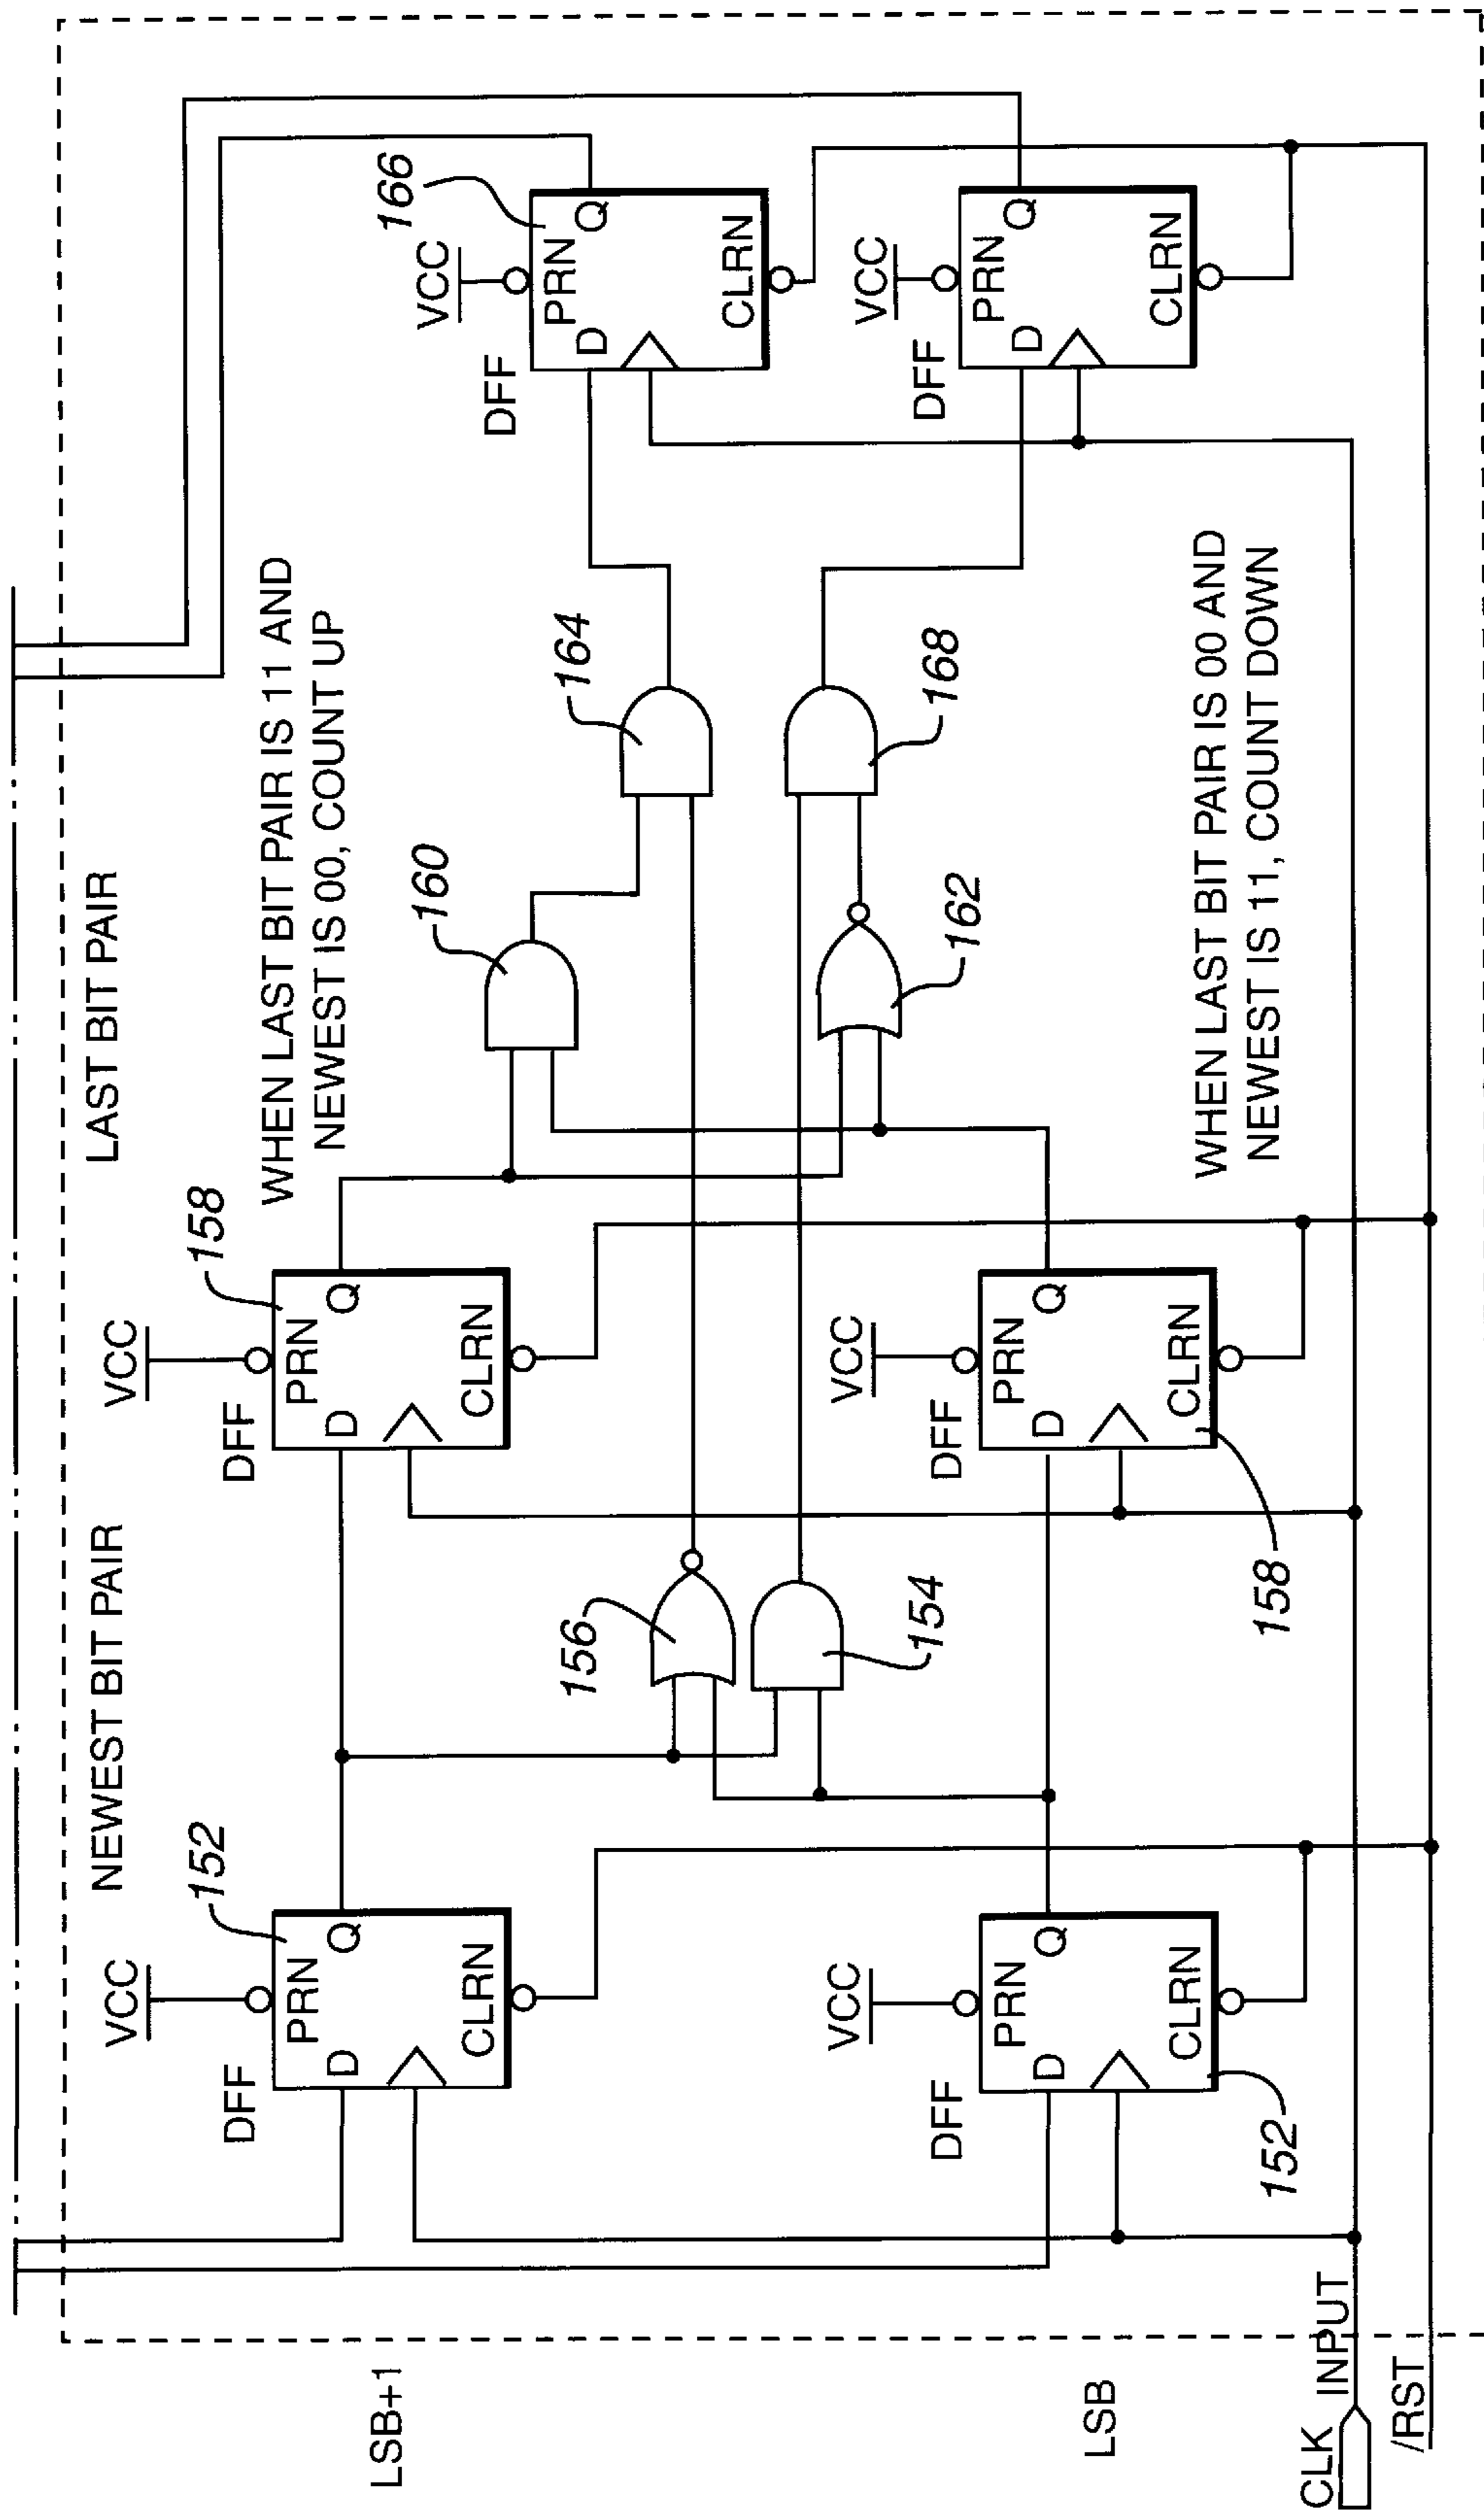 LAST BIT PAIR
NEWEST BIT PAIR
WHEN LAST BIT PAIR IS 11 AND
NEWEST IS 00, COUNT UP
WHEN LAST BIT PAIR IS 00 AND
NEWEST IS 11, COUNT DOWN
LSB+1
VCC
DFF
PRN
D
Q
CLRN
152
VCC
DFF
PRN
D
Q
CLRN
158
160
156
164
VCC
DFF
PRN
D
Q
CLRN
166
154
162
168
LSB
VCC
DFF
PRN
D
Q
CLRN
152
VCC
DFF
PRN
D
Q
CLRN
158
VCC
DFF
PRN
D
Q
CLRN
CLK INPUT
/RST